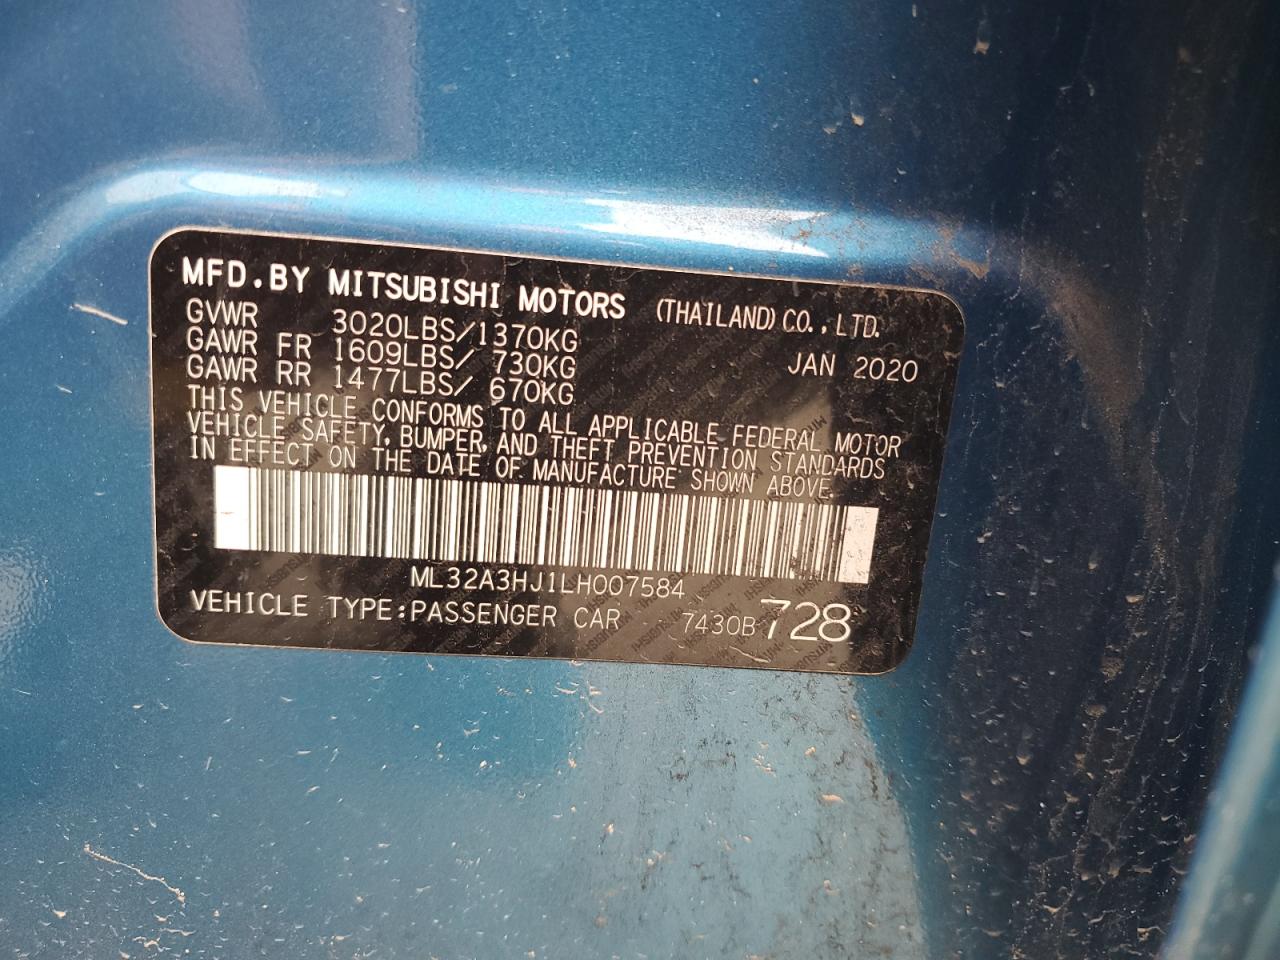 MFD.BY MITSUBISHI MOTORS (THAILAND) CO., LTD.
GVWR 3020LBS/1370KG
GAWR FR 1609LBS/ 730KG JAN 2020
GAWR RR 1477LBS/ 670KG
THIS VEHICLE CONFORMS TO ALL APPLICABLE FEDERAL MOTOR
VEHICLE SAFETY, BUMPER, AND THEFT PREVENTION STANDARDS
IN EFFECT ON THE DATE OF MANUFACTURE SHOWN ABOVE.
ML32A3HJ1LH007584
VEHICLE TYPE:PASSENGER CAR 7430B 728